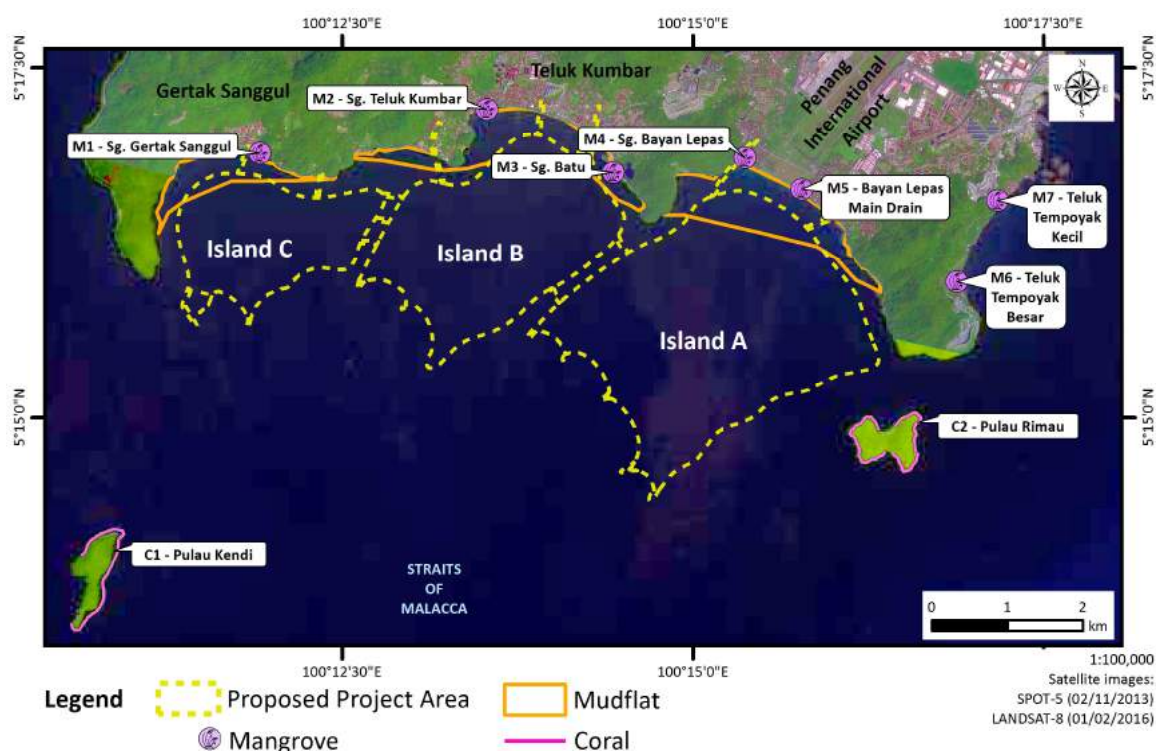 100°12'30"E
100°15'0"E
100°17'30"E
5°17'30"N
5°17'30"N
N
W
E
S
Teluk Kumbar
Gertak Sanggul
Penang
International
Airport
M2 - Sg. Teluk Kumbar
M1 - Sg. Gertak Sanggul
M4 - Sg. Bayan Lepas
M3 - Sg. Batu
M5 - Bayan Lepas
Main Drain
M7 - Teluk
Tempoyak
Kecil
M6 - Teluk
Tempoyak
Besar
Island C
Island B
Island A
5°15'0"N
5°15'0"N
C2 - Pulau Rimau
C1 - Pulau Kendi
STRAITS
OF
MALACCA
0 1 2
km
100°12'30"E
100°15'0"E
1:100,000
Legend
Proposed Project Area
Mudflat
Mangrove
Coral
Satellite images:
SPOT-5 (02/11/2013)
LANDSAT-8 (01/02/2016)